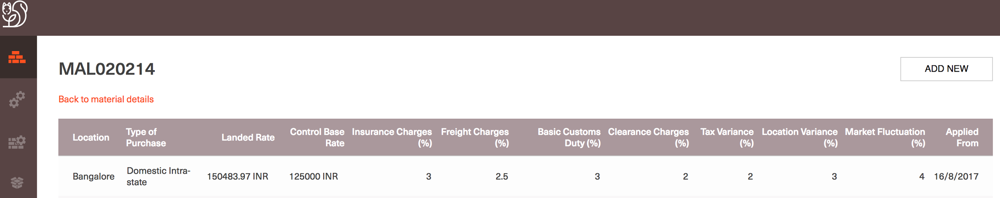 MAL020214
ADD NEW
Back to material details
Location
Type of
Purchase
Landed Rate
Control Base
Rate
Insurance Charges
(%)
Freight Charges
(%)
Basic Customs
Duty (%)
Clearance Charges
(%)
Tax Variance
(%)
Location Variance
(%)
Market Fluctuation
(%)
Applied
From
Bangalore
Domestic Intra-
state
150483.97 INR
125000 INR
3
2.5
3
2
2
3
4
16/8/2017